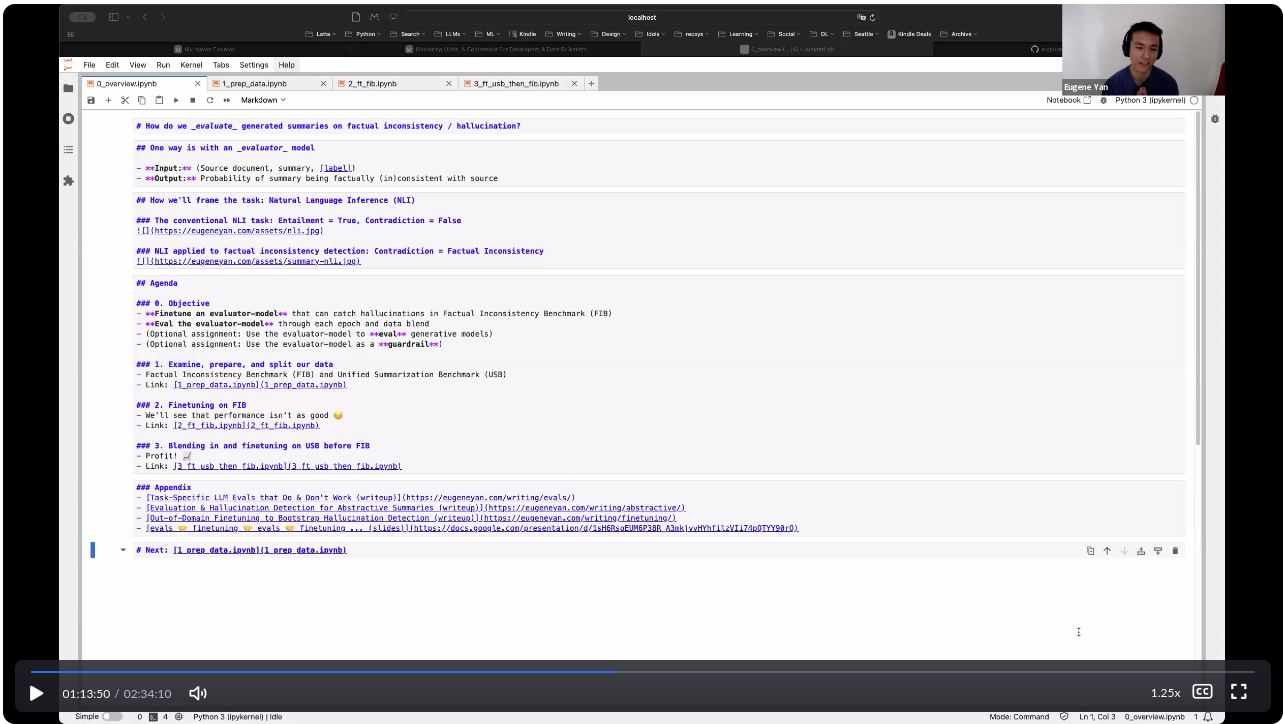 localhost
Latte
Python
Search
LLMs
ML
Kindle
Writing
Design
Idols
recsys
Learning
Social
DL
Seattle
Kindle Deals
Archive
My Maven Courses
Mastering LLMs: A Conference For Developers & Data Scientists
0_overview.i... (4) - JupyterLab
File Edit View Run Kernel Tabs Settings Help
0_overview.ipynb
1_prep_data.ipynb
2_ft_fib.ipynb
3_ft_usb_then_fib.ipynb
Eugene Yan
Markdown
Notebook
Python 3 (ipykernel)
# How do we _evaluate_ generated summaries on factual inconsistency / hallucination?
## One way is with an _evaluator_ model
- **Input:** (Source document, summary, [label])
- **Output:** Probability of summary being factually (in)consistent with source
## How we'll frame the task: Natural Language Inference (NLI)
### The conventional NLI task: Entailment = True, Contradiction = False
![](https://eugeneyan.com/assets/nli.jpg)
### NLI applied to factual inconsistency detection: Contradiction = Factual Inconsistency
![](https://eugeneyan.com/assets/summary-nli.jpg)
## Agenda
### 0. Objective
- **Finetune an evaluator-model** that can catch hallucinations in Factual Inconsistency Benchmark (FIB)
- **Eval the evaluator-model** through each epoch and data blend
- (Optional assignment: Use the evaluator-model to **eval** generative models)
- (Optional assignment: Use the evaluator-model as a **guardrail**)
### 1. Examine, prepare, and split our data
- Factual Inconsistency Benchmark (FIB) and Unified Summarization Benchmark (USB)
- Link: [1_prep_data.ipynb](1_prep_data.ipynb)
### 2. Finetuning on FIB
- We'll see that performance isn't as good 😢
- Link: [2_ft_fib.ipynb](2_ft_fib.ipynb)
### 3. Blending in and finetuning on USB before FIB
- Profit! 📈
- Link: [3_ft_usb_then_fib.ipynb](3_ft_usb_then_fib.ipynb)
### Appendix
- [Task-Specific LLM Evals that Do & Don't Work (writeup)](https://eugeneyan.com/writing/evals/)
- [Evaluation & Hallucination Detection for Abstractive Summaries (writeup)](https://eugeneyan.com/writing/abstractive/)
- [Out-of-Domain Finetuning to Bootstrap Hallucination Detection (writeup)](https://eugeneyan.com/writing/finetuning/)
- [evals 🤝 finetuning 🤝 evals 🤝 finetuning ... (slides)]
# Next: [1_prep_data.ipynb](1_prep_data.ipynb)
01:13:50 / 02:34:10
1.25x
CC
Simple 0 4 Python 3 (ipykernel) | Idle
Mode: Command Ln 1, Col 3 0_overview.ipynb 1